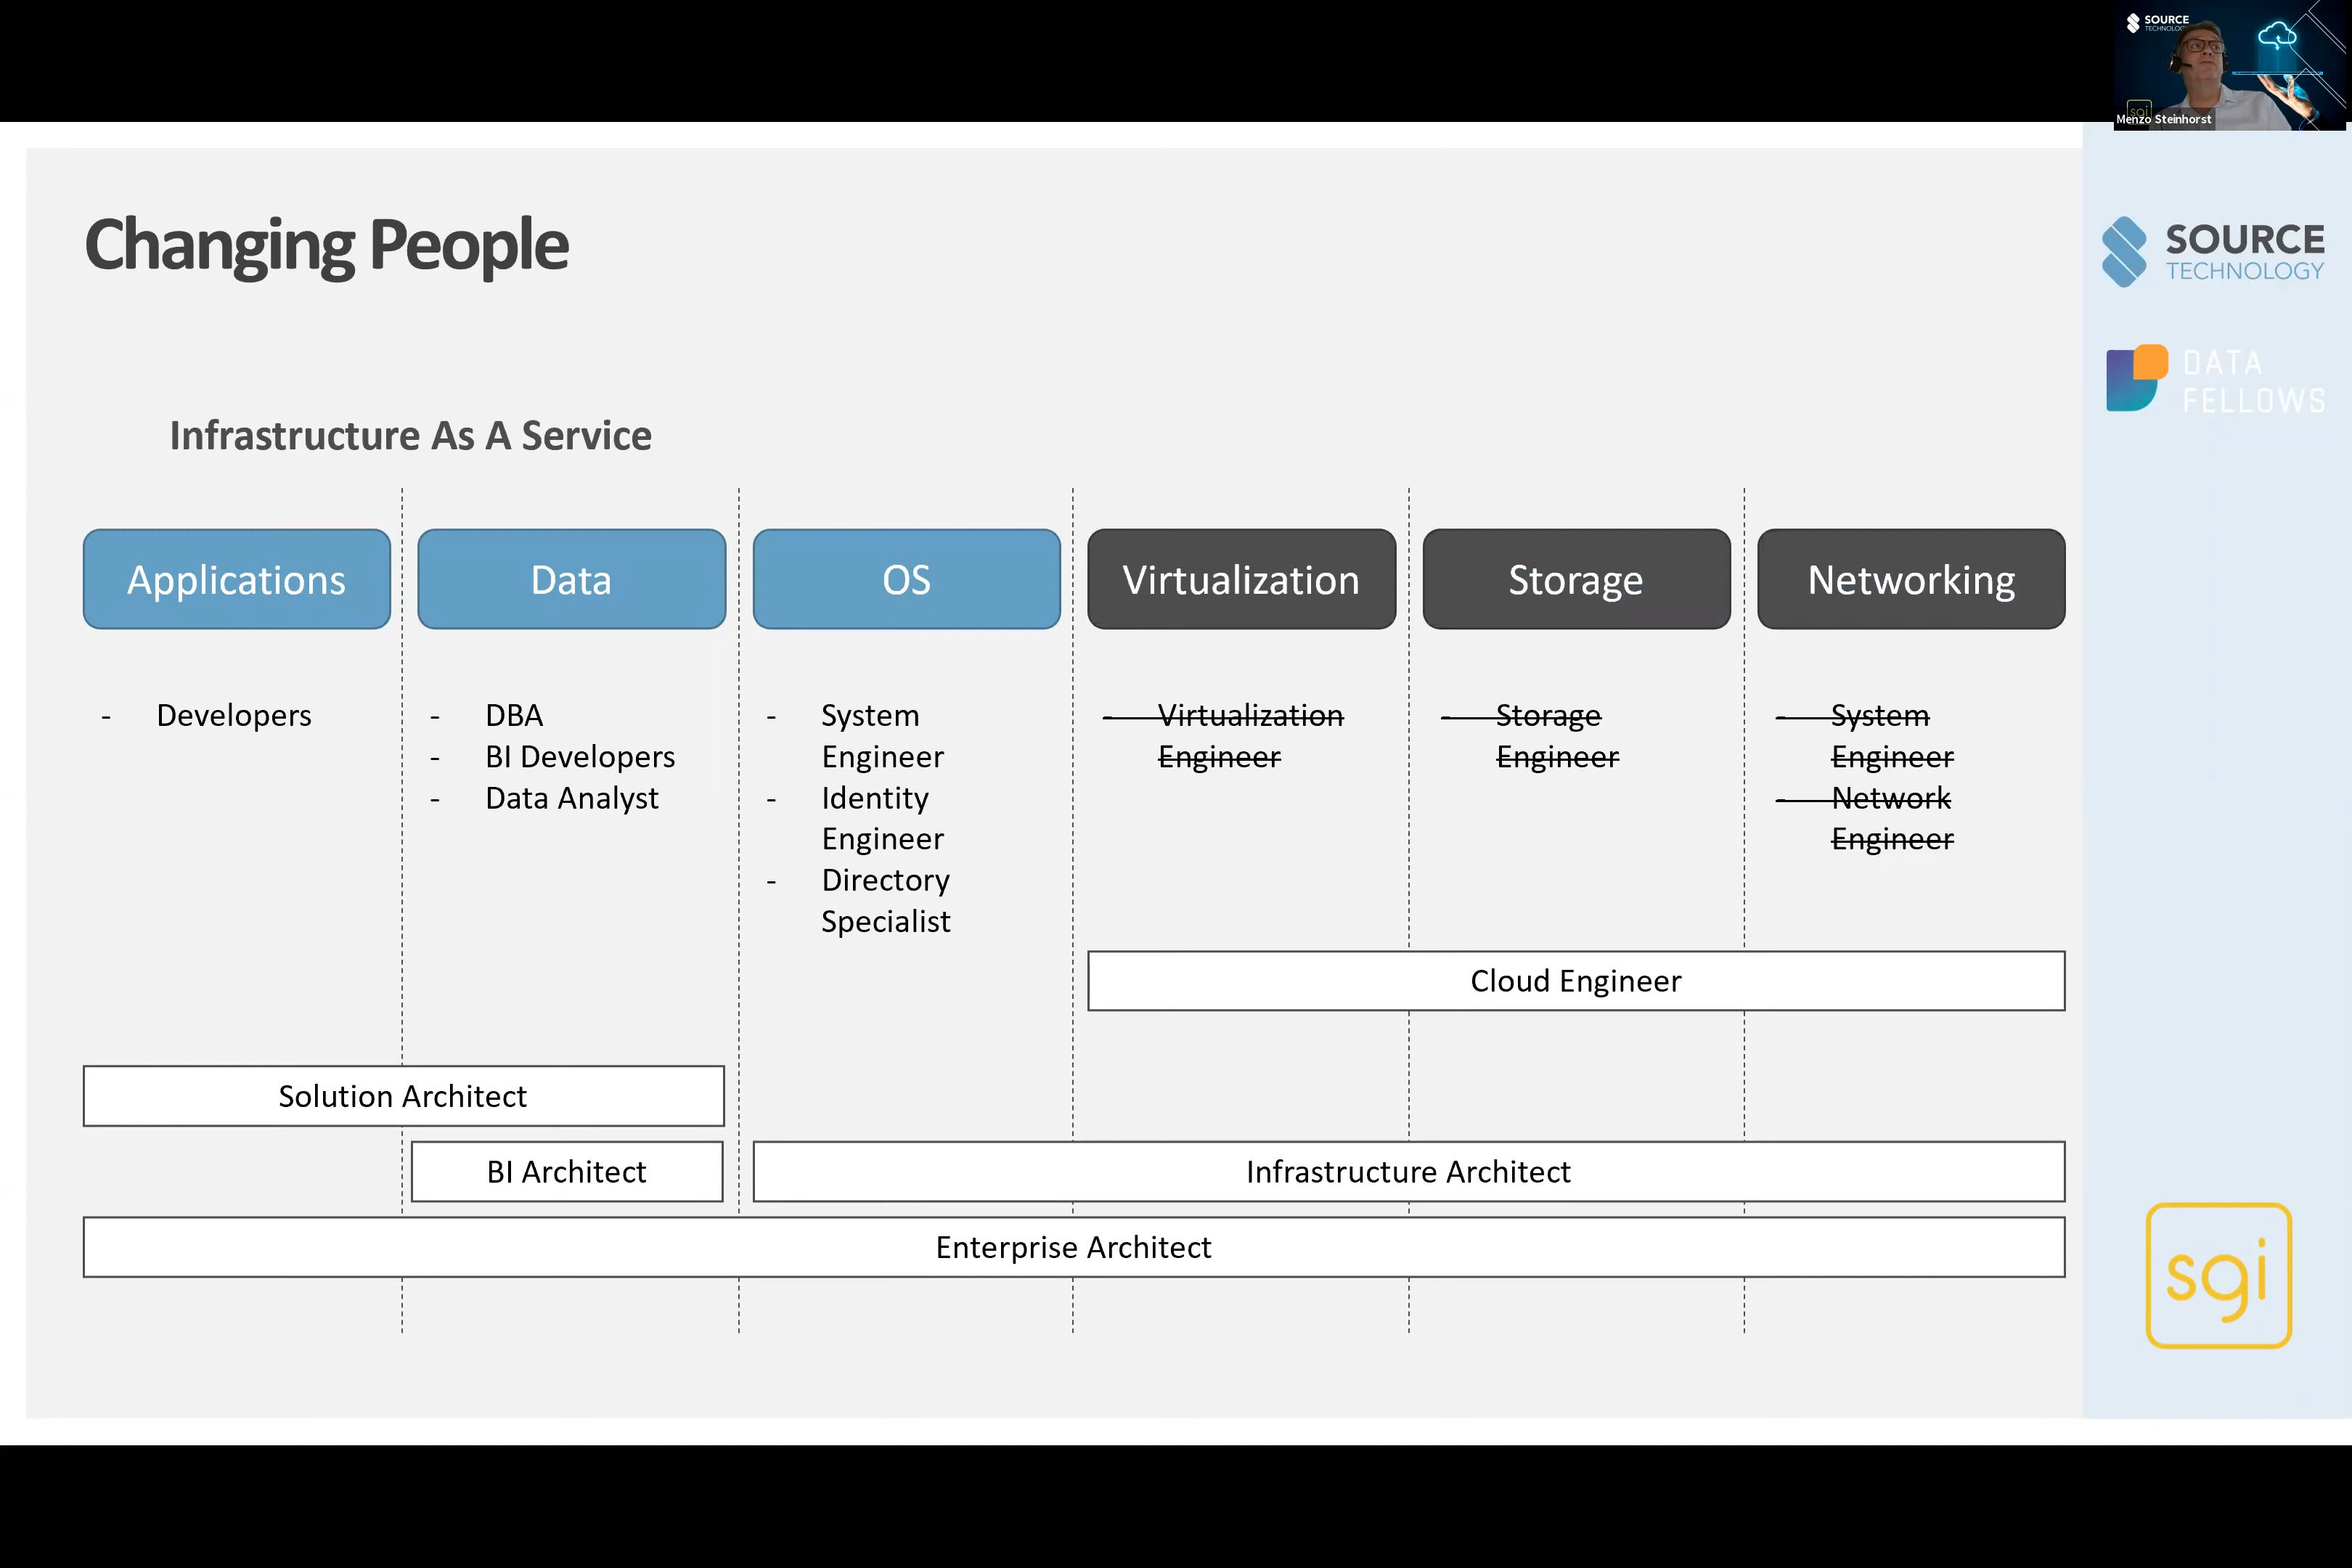 SOURCE
TECHNOLOGY
sgi
Menzo Steinhorst
Changing People
SOURCE
TECHNOLOGY
DATA
FELLOWS
Infrastructure As A Service
Applications
Data
OS
Virtualization
Storage
Networking
- Developers
- DBA
- BI Developers
- Data Analyst
- System
Engineer
- Identity
Engineer
- Directory
Specialist
- Virtualization
Engineer
- Storage
Engineer
- System
Engineer
- Network
Engineer
Cloud Engineer
Solution Architect
BI Architect
Infrastructure Architect
Enterprise Architect
sgi